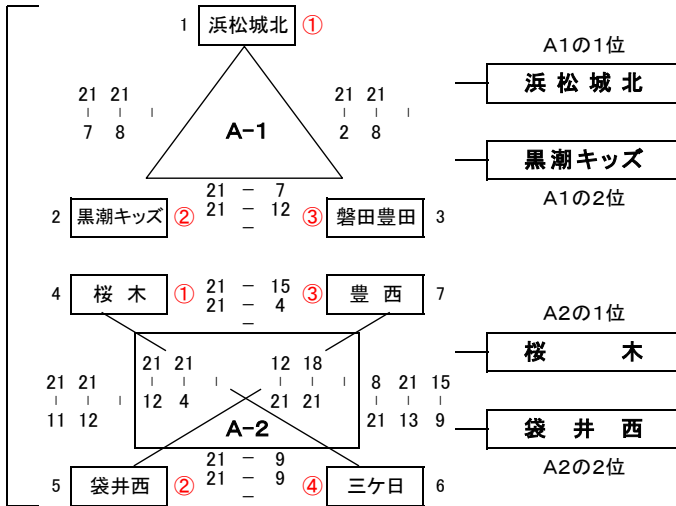 1 浜松城北 ①
A1の1位
浜松城北
21 21
7 8
A-1
21 21
2 8
黒潮キッズ
A1の2位
21 - 7
21 - 12
-
2 黒潮キッズ ②
③ 磐田豊田 3
4 桜 木 ①
21 - 15
21 - 4
-
③ 豊 西 7
A2の1位
桜 木
21 21
11 12
21 21
12 4
12 18
21 21
8 21 15
21 13 9
A-2
袋 井 西
A2の2位
21 - 9
21 - 9
-
5 袋井西 ②
④ 三ケ日 6